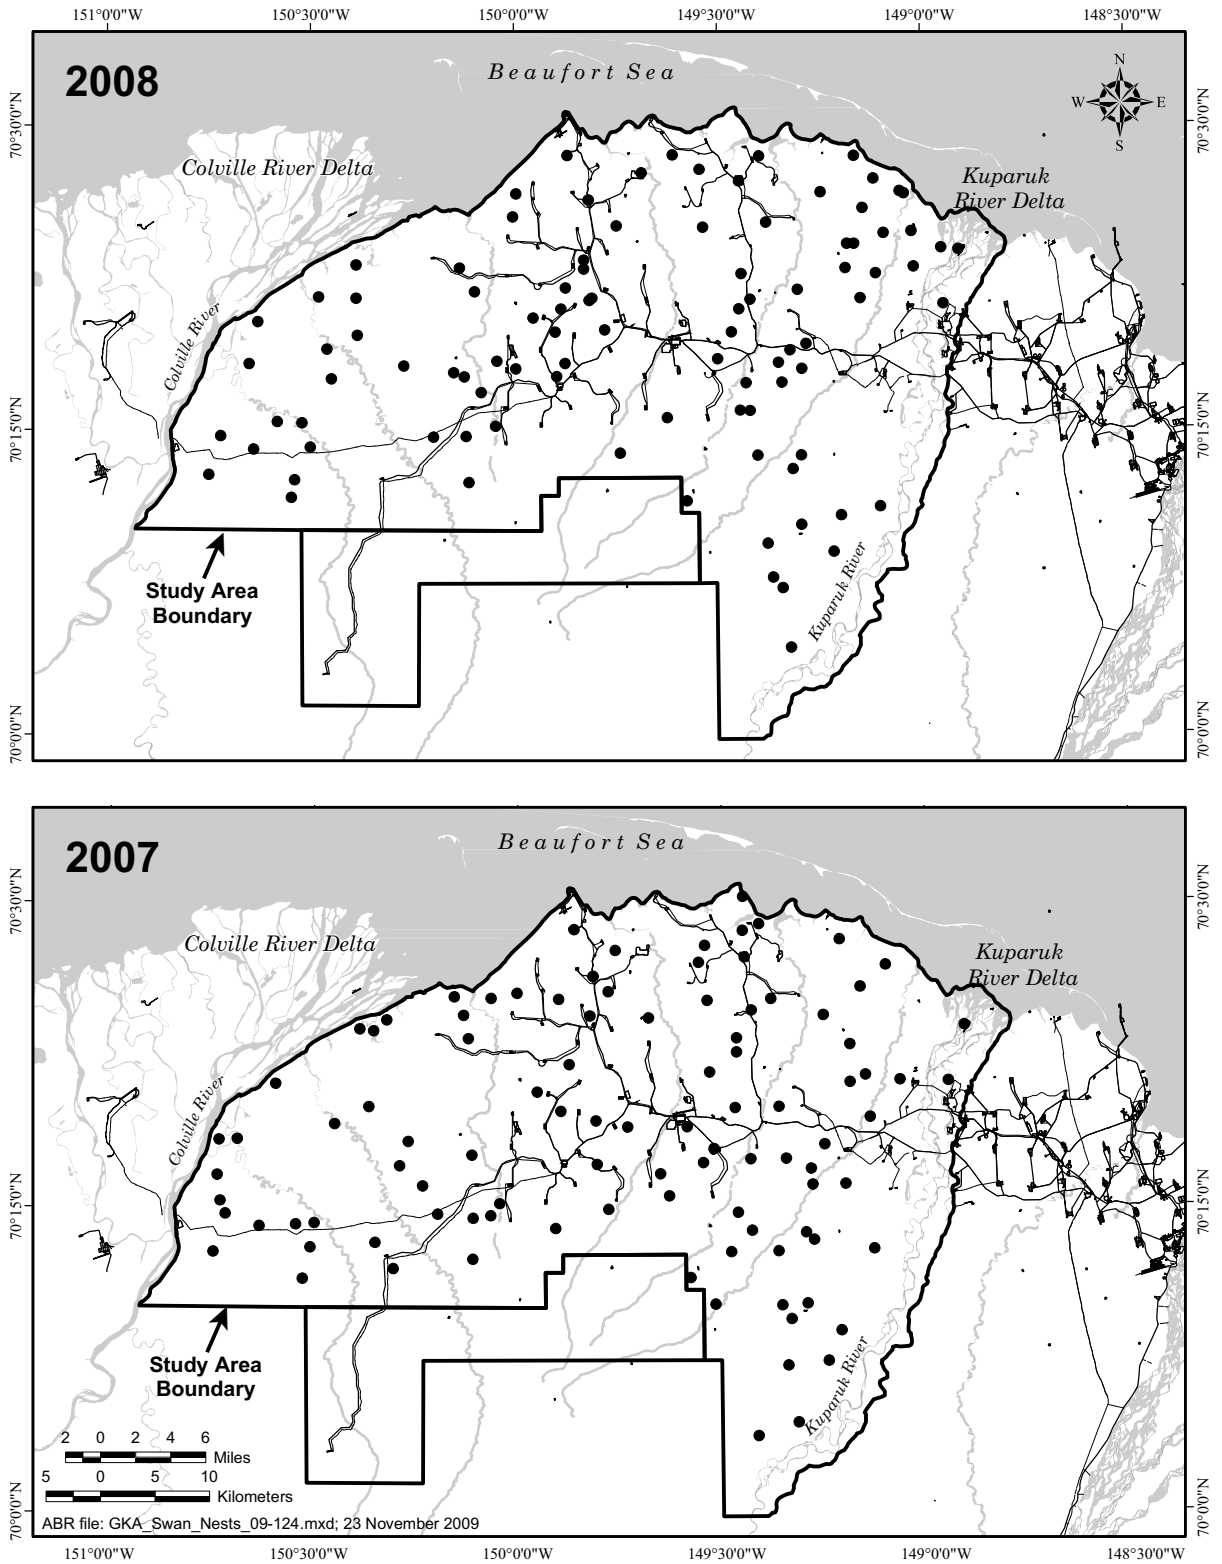 151°0'0"W 150°30'0"W 150°0'0"W 149°30'0"W 149°0'0"W 148°30'0"W
2008
Beaufort Sea
N
W E
S
70°30'0"N 70°30'0"N
Colville River Delta
Kuparuk
River Delta
Colville River
70°15'0"N 70°15'0"N
Study Area
Boundary
Kuparuk River
70°0'0"N 70°0'0"N
2007
Beaufort Sea
70°30'0"N 70°30'0"N
Colville River Delta
Kuparuk
River Delta
Colville River
70°15'0"N 70°15'0"N
Study Area
Boundary
Kuparuk River
2 0 2 4 6
Miles
5 0 5 10
Kilometers
70°0'0"N 70°0'0"N
ABR file: GKA_Swan_Nests_09-124.mxd; 23 November 2009
151°0'0"W 150°30'0"W 150°0'0"W 149°30'0"W 149°0'0"W 148°30'0"W